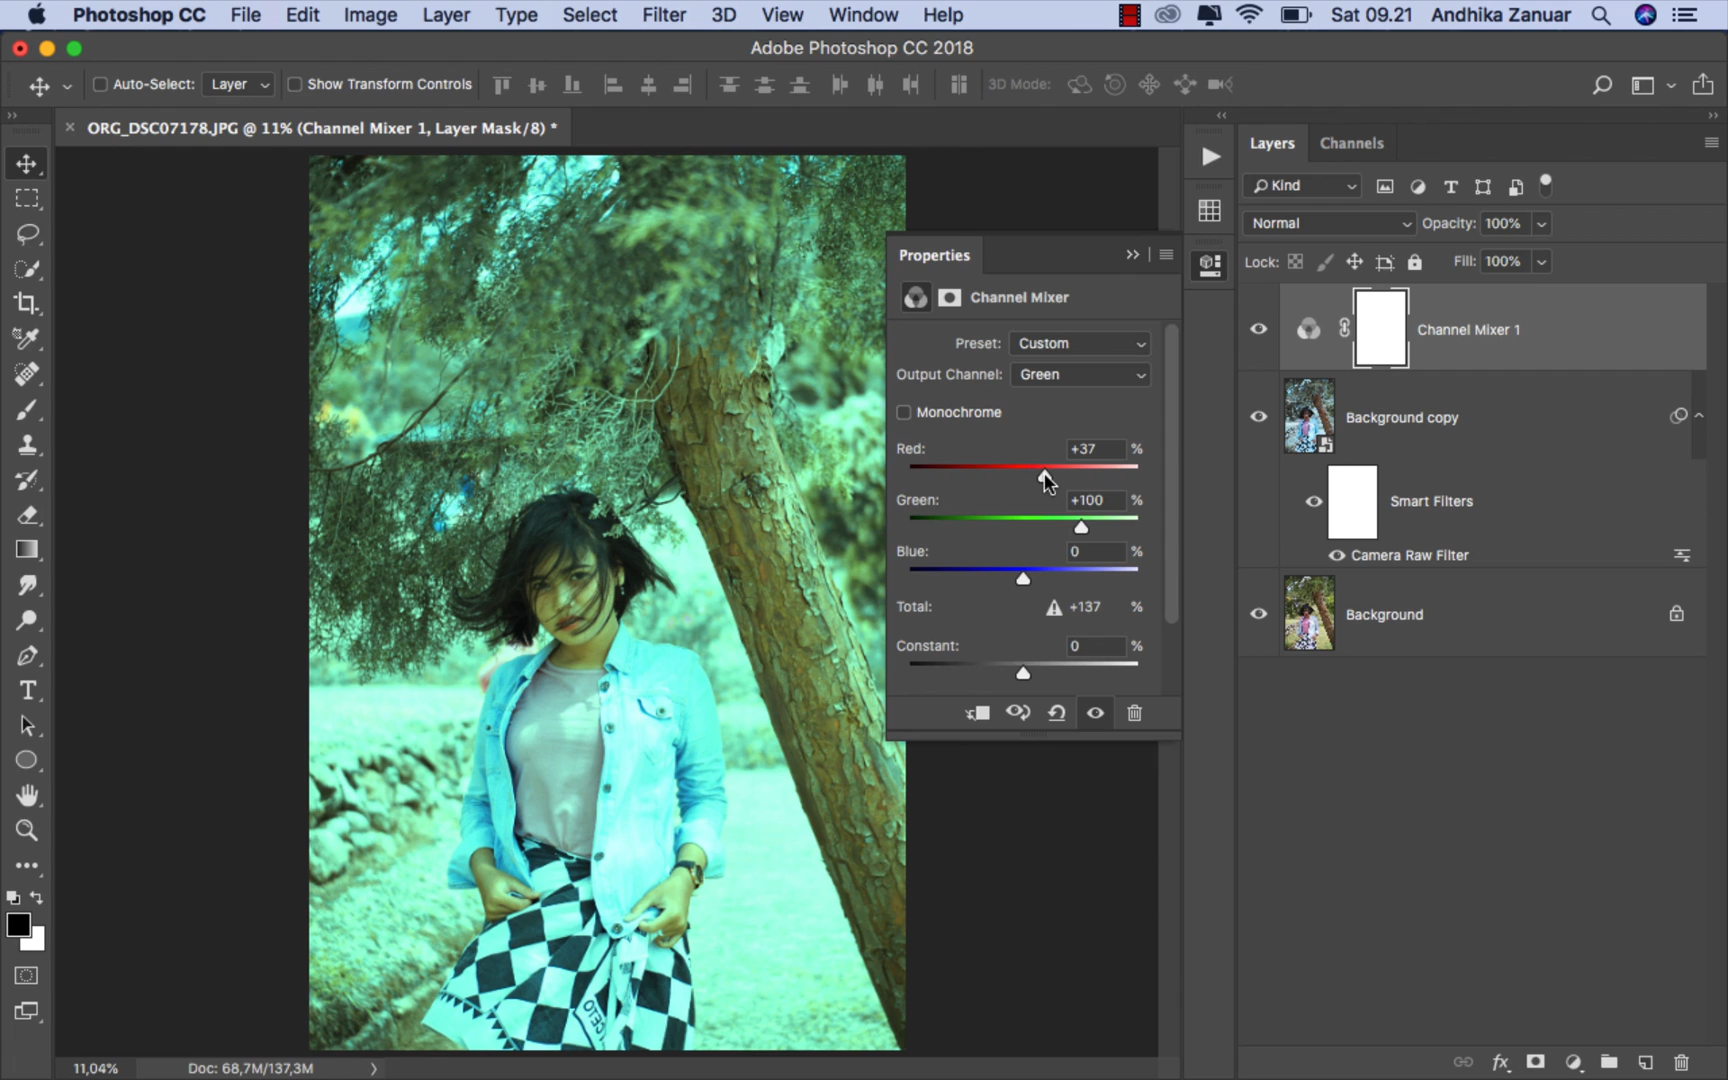 Photoshop CC File Edit Image Layer Type Select Filter 3D View Window Help Sat 09.21 Andhika Zanuar
Adobe Photoshop CC 2018
Auto-Select: Layer Show Transform Controls 3D Mode:
× ORG_DSC07178.JPG @ 11% (Channel Mixer 1, Layer Mask/8) *
Properties
Channel Mixer
Preset: Custom
Output Channel: Green
Monochrome
Red: +37 %
Green: +100 %
Blue: 0 %
Total: +137 %
Constant: 0 %
Layers Channels
Kind
Normal Opacity: 100%
Lock: Fill: 100%
Channel Mixer 1
Background copy
Smart Filters
Camera Raw Filter
Background
CETO
11,04% Doc: 68,7M/137,3M